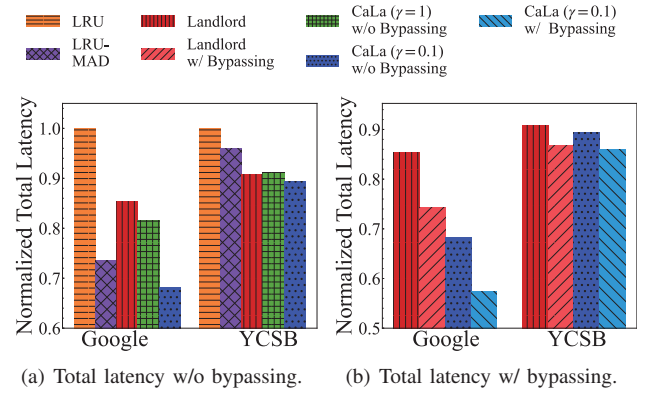 LRU
LRU-
MAD
Landlord
Landlord
w/ Bypassing
CaLa (γ = 1)
w/o Bypassing
CaLa (γ = 0.1)
w/o Bypassing
CaLa (γ = 0.1)
w/ Bypassing
Normalized Total Latency
1.0
0.9
0.8
0.7
0.6
Google
YCSB
(a) Total latency w/o bypassing.
Normalized Total Latency
0.9
0.8
0.7
0.6
0.5
Google
YCSB
(b) Total latency w/ bypassing.